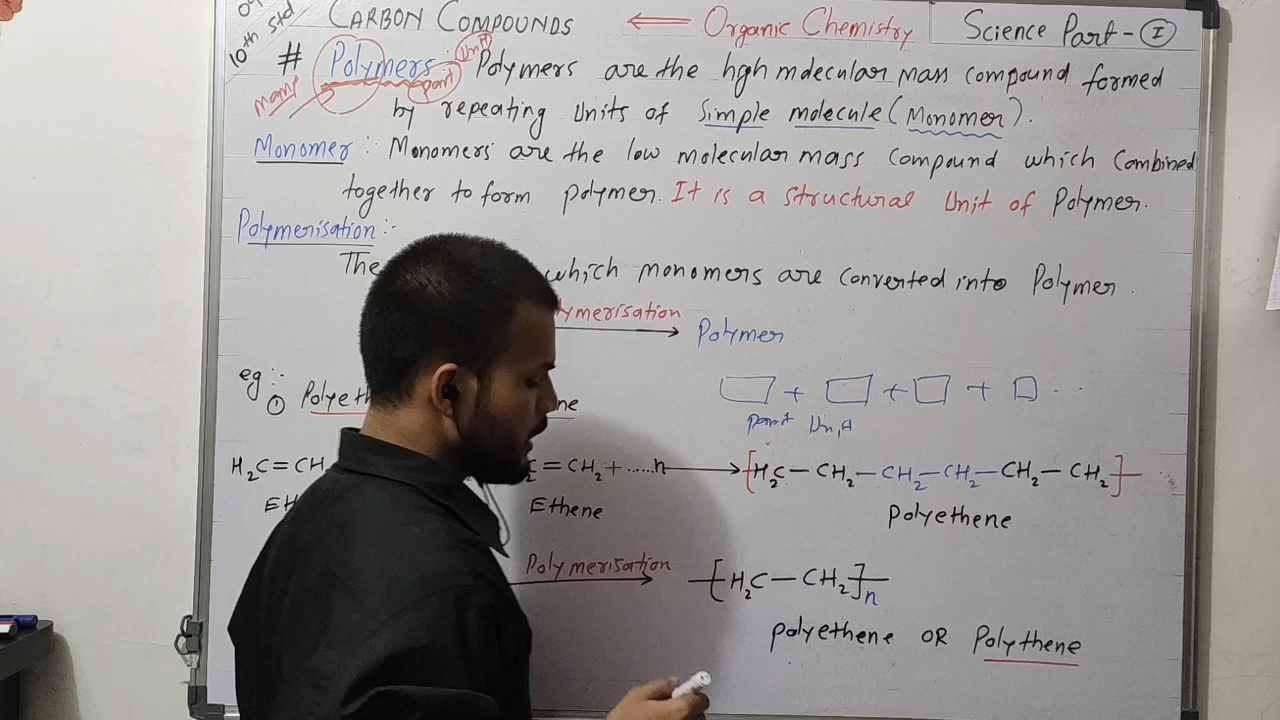 10th Std
CARBON COMPOUNDS ⟸ Organic Chemistry Science Part - I
# Polymers : Polymers are the hgh mdecular mass compound formed
many part Unit
by repeating Units of Simple molecule (Monomer).
Monomer :- Monomers are the low molecular mass Compound which Combined
together to form polymer. It is a structural Unit of Polymer.
Polymerisation :-
The which monomers are Converted into Polymer.
ymerisation → Polymer
eg :-
① Polyeth ne
□ + □ + □ + □ ...
part Unit
H₂C=CH =CH₂ + .....n → [H₂C-CH₂-CH₂-CH₂-CH₂-CH₂]
Eth Ethene Polyethene
Polymerisation → [H₂C-CH₂]n
polyethene OR Polythene